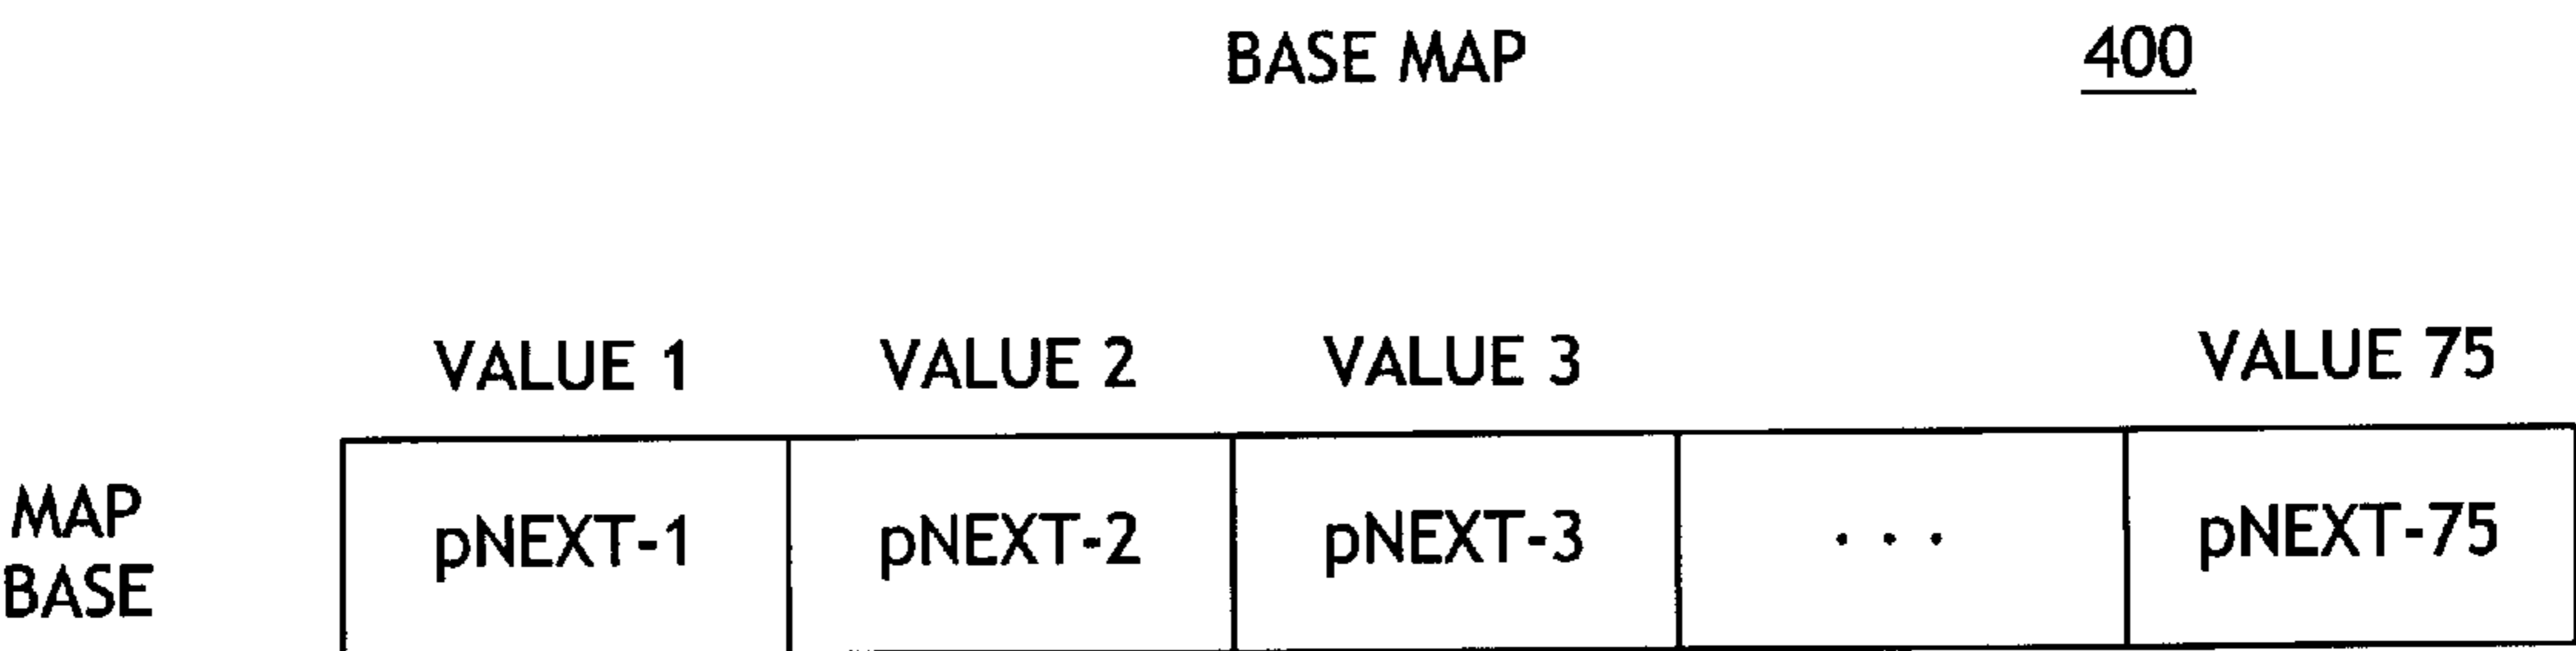 BASE MAP 400
VALUE 1 VALUE 2 VALUE 3 VALUE 75
MAP
BASE
pNEXT-1 pNEXT-2 pNEXT-3 . . . pNEXT-75